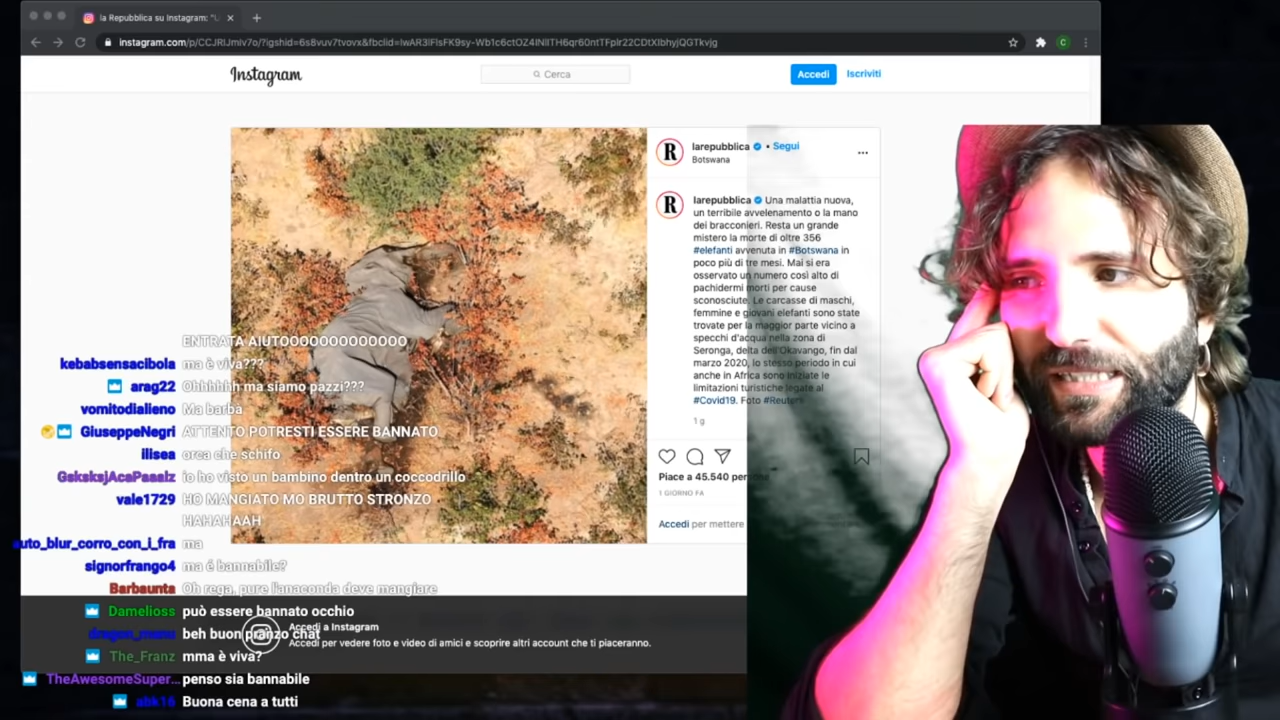 la Repubblica su Instagram: "U
instagram.com/p/CCJRlJmiv7o/?igshid=6s8vuv7tvovx&fbclid=IwAR3lFlsFK9sy-Wb1c6ctOZ4INlITH6qr60ntTFplr22CDtXlbhyjQGTkvjg
C
Instagram
Cerca
Accedi
Iscriviti
R
larepubblica • Segui
Botswana
R
larepubblica Una malattia nuova,
un terribile avvelenamento o la mano
dei bracconieri. Resta un grande
mistero la morte di oltre 356
#elefanti avvenuta in #Botswana in
poco più di tre mesi. Mai si era
osservato un numero così alto di
pachidermi morti per cause
sconosciute. Le carcasse di maschi,
femmine e giovani elefanti sono state
trovate per la maggior parte vicino a
specchi d'acqua nella zona di
Seronga, delta dell'Okavango, fin dal
marzo 2020, lo stesso periodo in cui
anche in Africa sono iniziate le
limitazioni turistiche legate al
#Covid19. Foto #Reuters
1 g
Piace a 45.540 per
1 GIORNO FA
Accedi per mettere
ENTRATA AIUTOOOOOOOOOOOO
kebabsensacibola ma è viva???
arag22 Ohhhhhh ma siamo pazzi???
vomitodialieno Ma barba
GiuseppeNegri ATTENTO POTRESTI ESSERE BANNATO
ilisea orca che schifo
GsksksjAcaPaaalz io ho visto un bambino dentro un coccodrillo
vale1729 HO MANGIATO MO BRUTTO STRONZO
HAHAHAAH
auto_blur_corro_con_i_fra ma
signorfrango4 ma é bannabile?
Barbaunta Oh rega, pure l'anaconda deve mangiare
Damelioss può essere bannato occhio
beh buon pranzo chat
The_Franz mma è viva?
TheAwesomeSuper... penso sia bannabile
abk16 Buona cena a tutti
Accedi a Instagram
Accedi per vedere foto e video di amici e scoprire altri account che ti piaceranno.